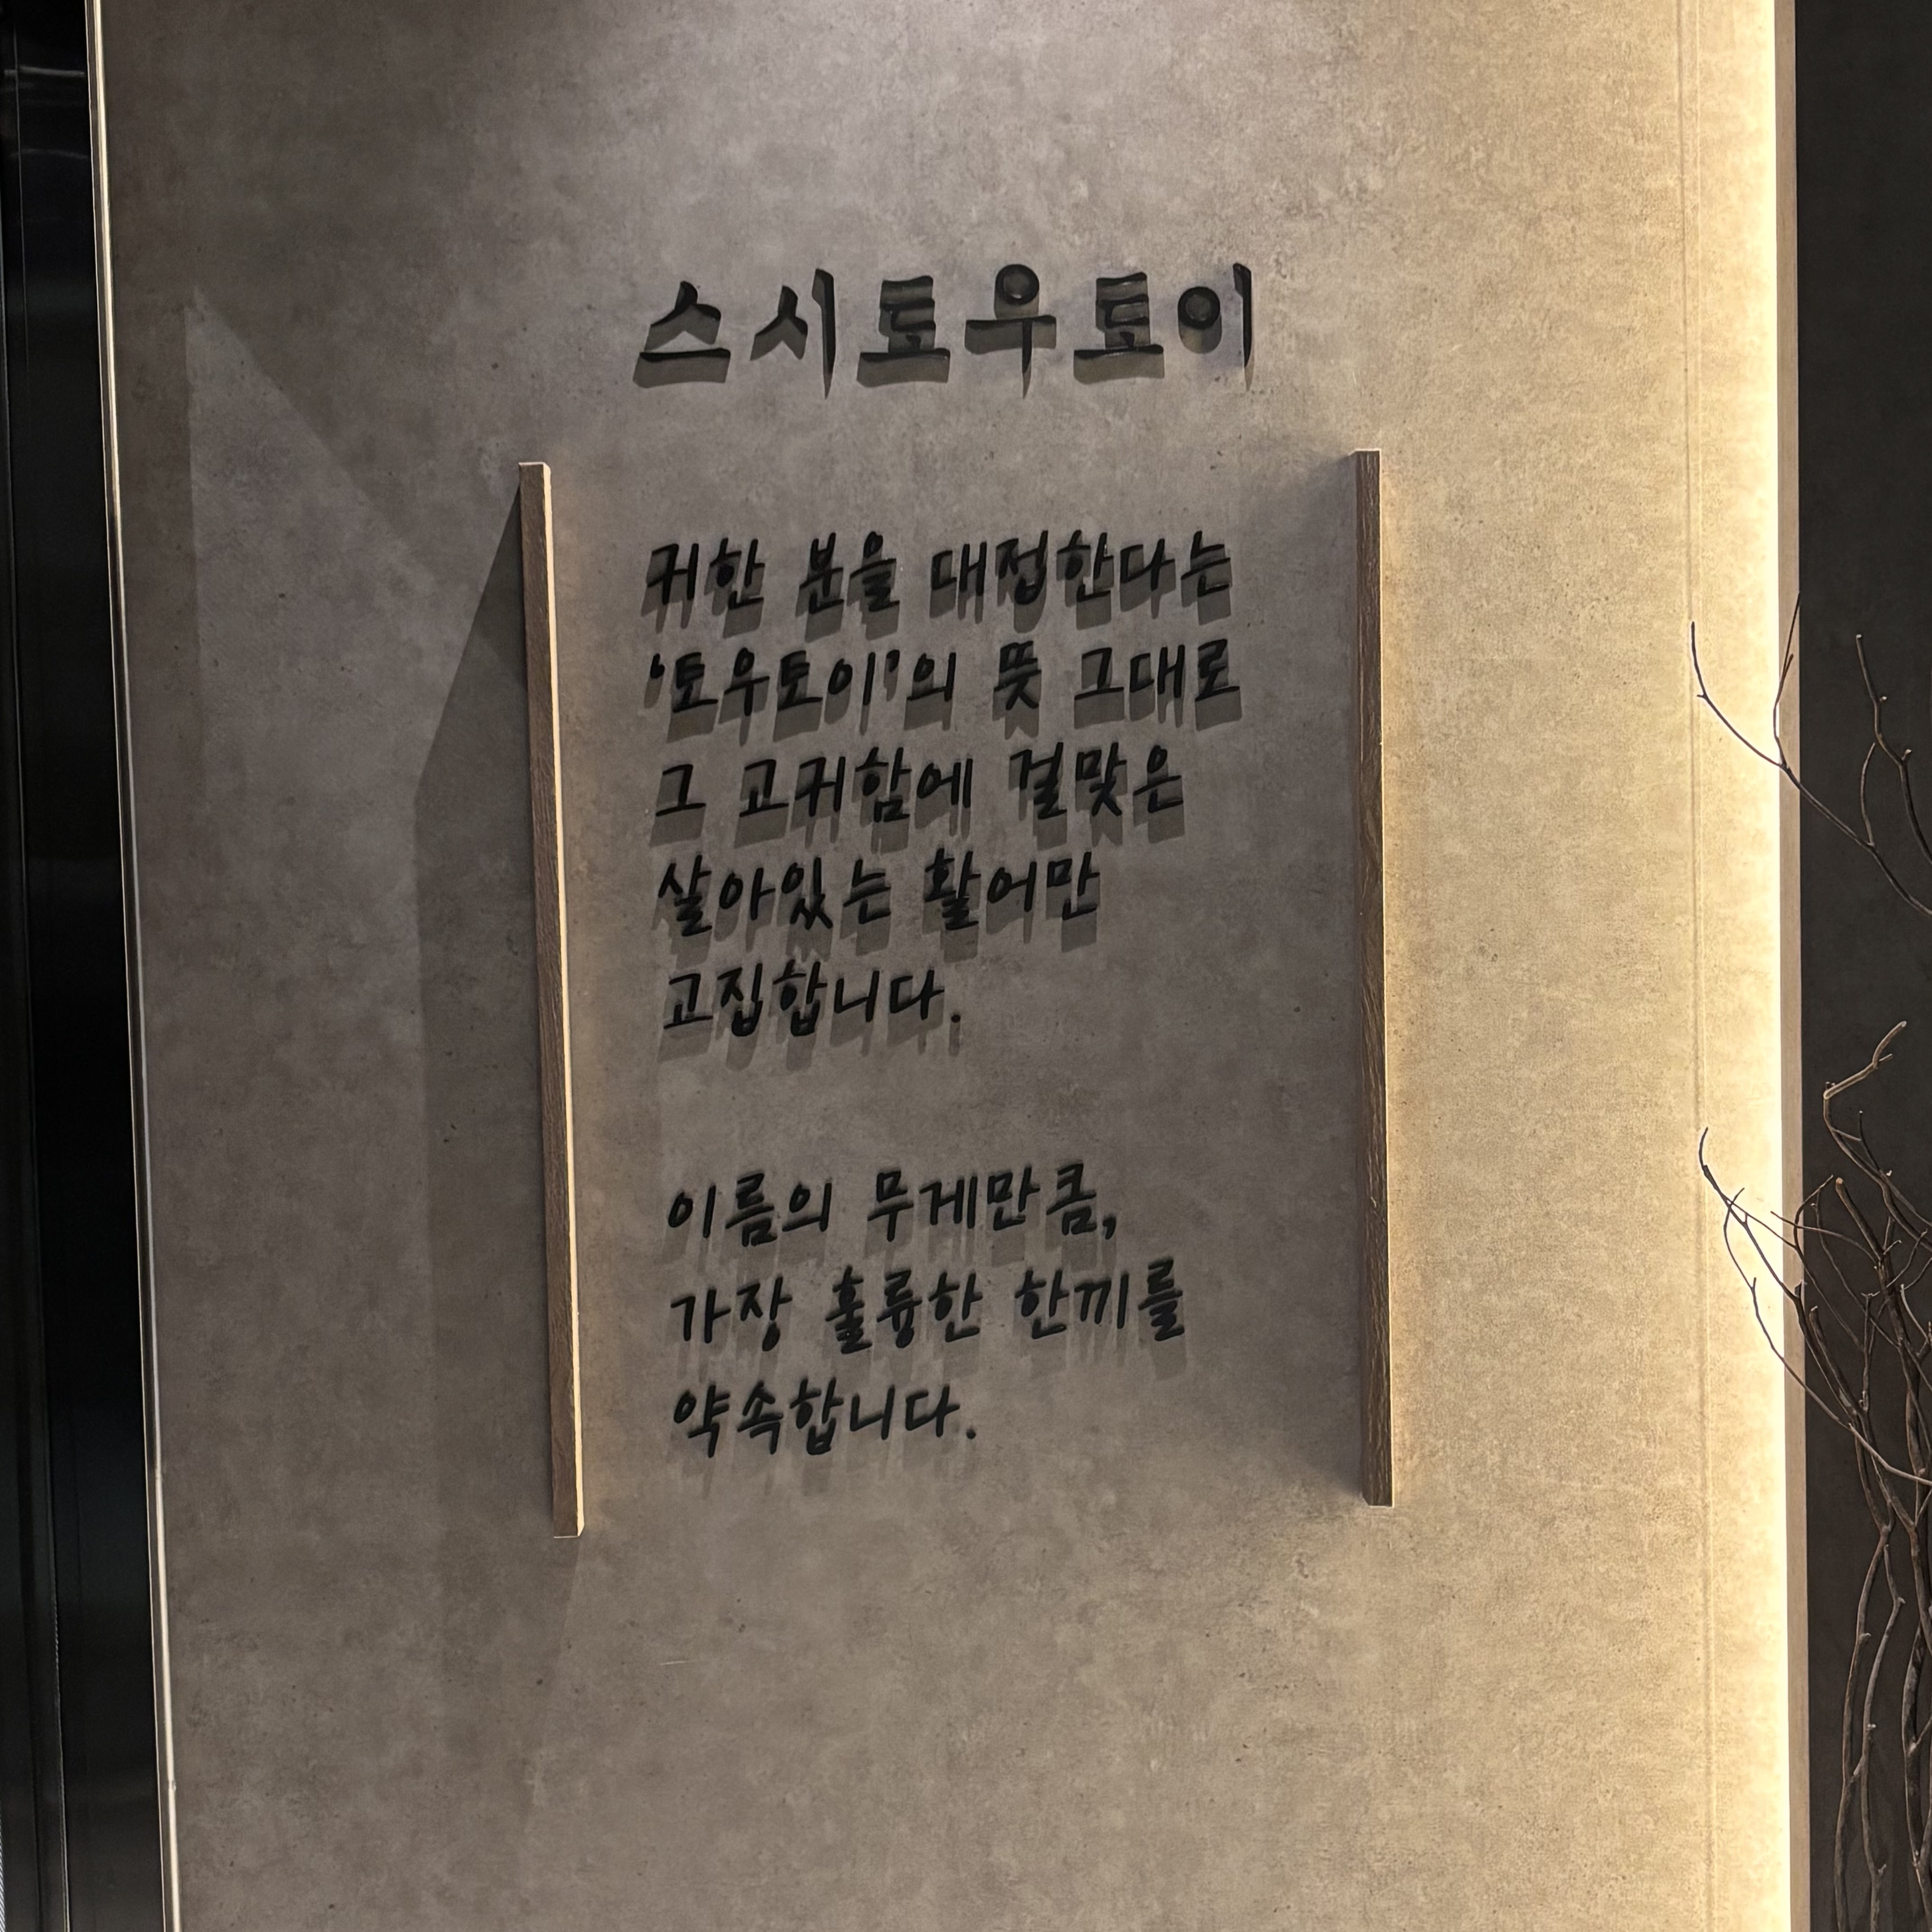 스시토우토이
귀한 분을 대접한다는
'토우토이'의 뜻 그대로
그 고귀함에 걸맞은
살아있는 활어만
고집합니다.
이름의 무게만큼,
가장 훌륭한 한끼를
약속합니다.